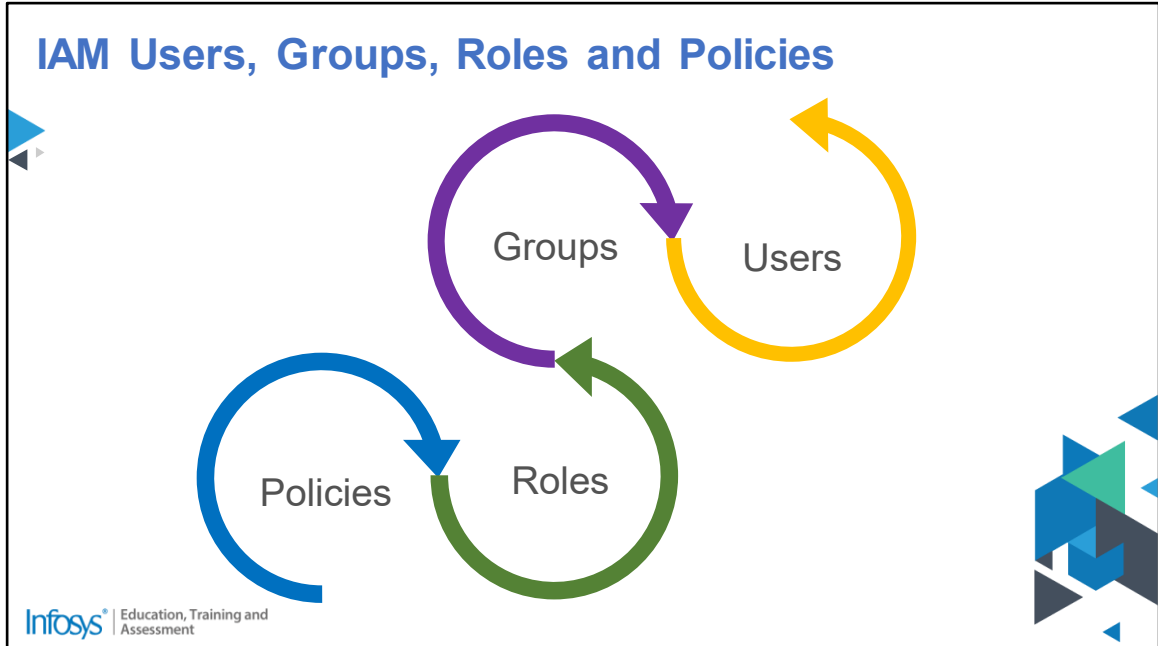 IAM Users, Groups, Roles and Policies
Groups
Users
Policies
Roles
Infosys® | Education, Training and
Assessment